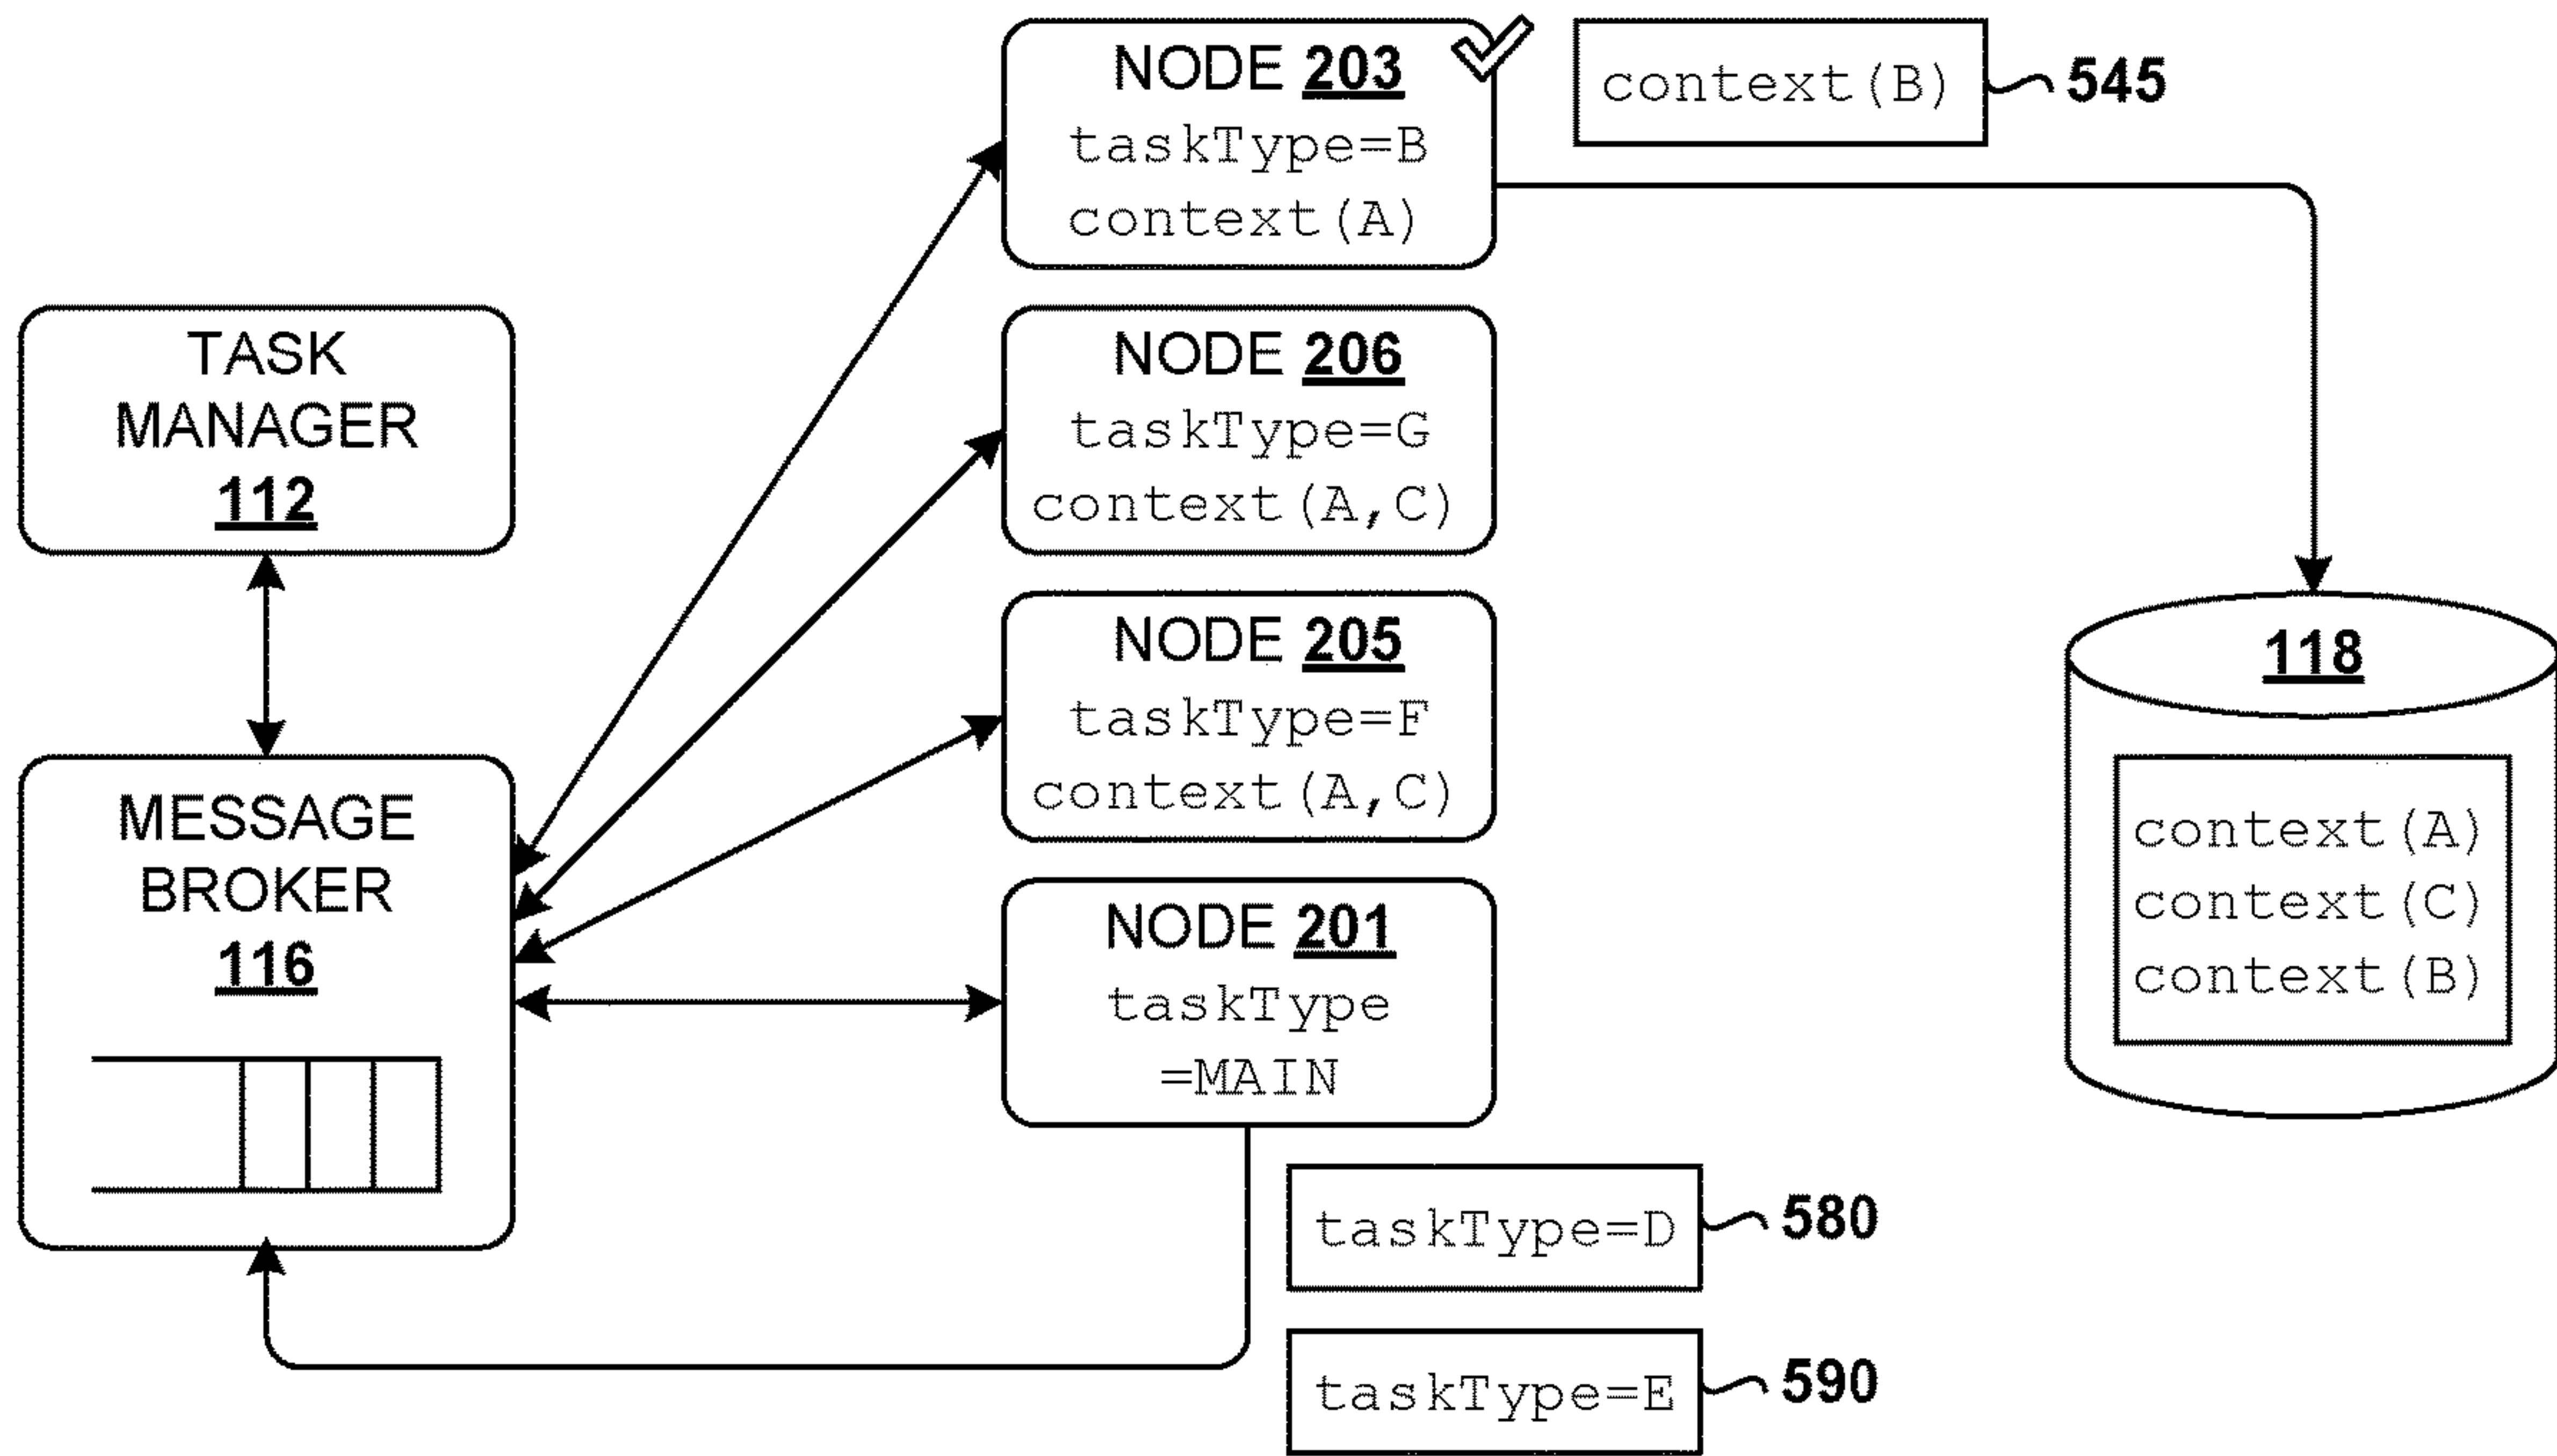 NODE 203
taskType=B
context(A)
context(B)
545
TASK
MANAGER
112
NODE 206
taskType=G
context(A,C)
NODE 205
taskType=F
context(A,C)
118
context(A)
context(C)
context(B)
MESSAGE
BROKER
116
NODE 201
taskType
=MAIN
taskType=D
580
taskType=E
590